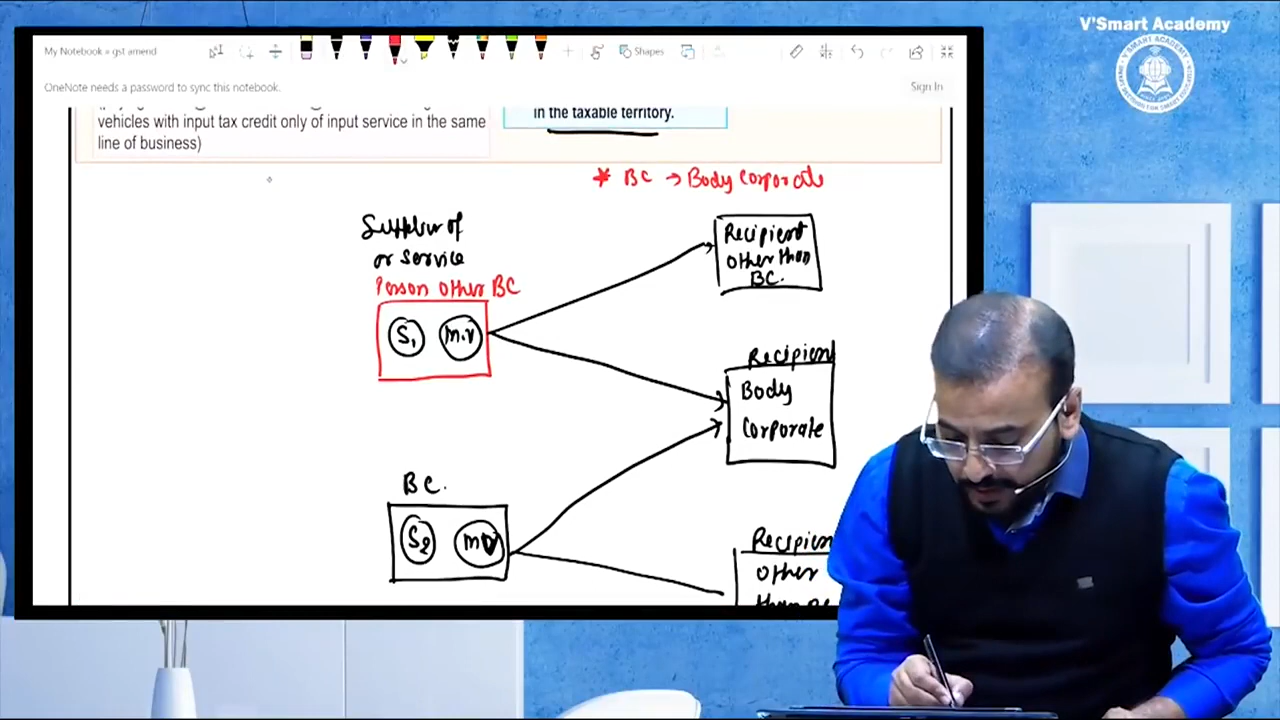 V'Smart Academy
My Notebook » gst amend
Shapes
OneNote needs a password to sync this notebook.
Sign In
vehicles with input tax credit only of input service in the same
line of business)
in the taxable territory.
* BC → Body Corporate
Supplier of
or service
Person other BC
S1 M.V
Recipient
other than
BC.
Recipient
Body
Corporate
BC.
S2 MV
Recipient
other
than BC